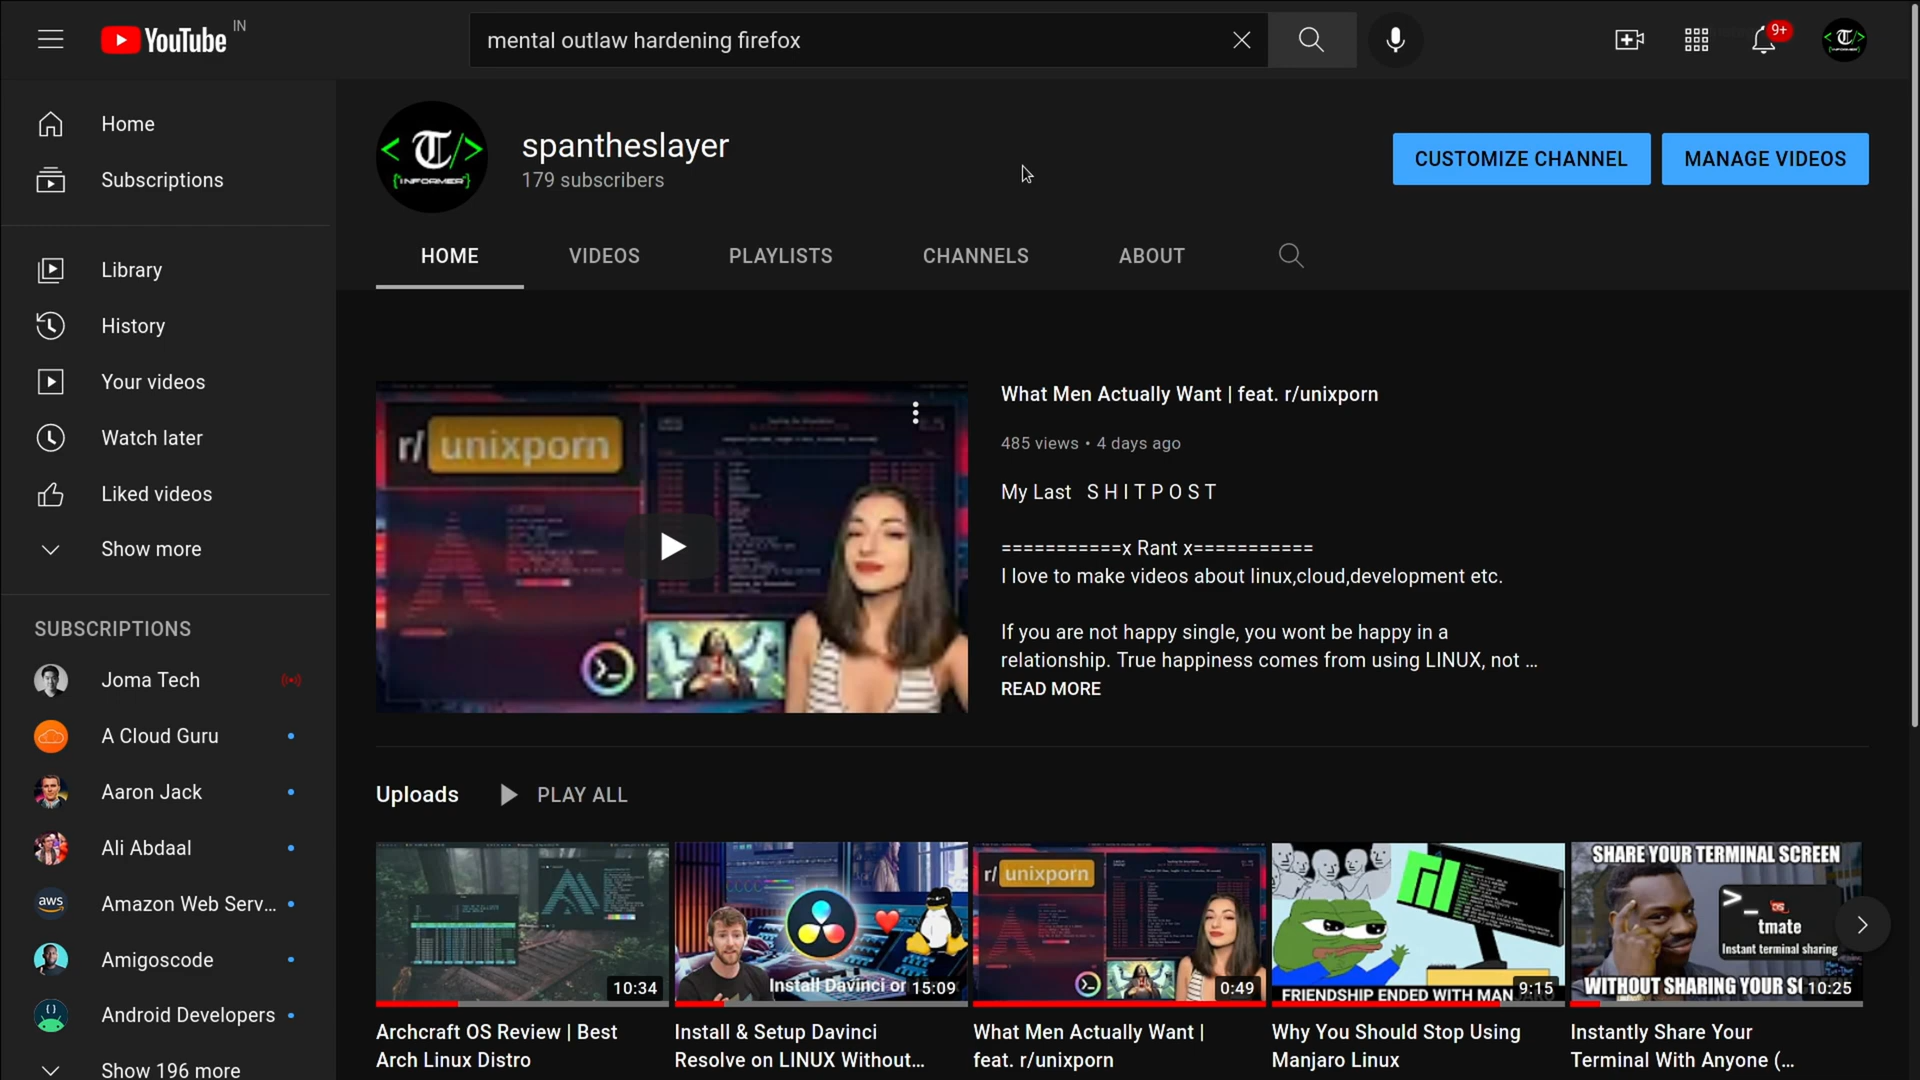 YouTube IN
mental outlaw hardening firefox
9+
Home
Subscriptions
Library
History
Your videos
Watch later
Liked videos
Show more
SUBSCRIPTIONS
Joma Tech
A Cloud Guru
Aaron Jack
Ali Abdaal
aws
Amazon Web Serv...
Amigoscode
Android Developers
Show 196 more
<T/>
{INFORMER}
spantheslayer
179 subscribers
CUSTOMIZE CHANNEL
MANAGE VIDEOS
HOME
VIDEOS
PLAYLISTS
CHANNELS
ABOUT
r/unixporn
What Men Actually Want | feat. r/unixporn
485 views • 4 days ago
My Last S H I T P O S T
===========x Rant x===========
I love to make videos about linux,cloud,development etc.
If you are not happy single, you wont be happy in a
relationship. True happiness comes from using LINUX, not ...
READ MORE
Uploads
PLAY ALL
10:34
Archcraft OS Review | Best
Arch Linux Distro
Install Davinci or
15:09
Install & Setup Davinci
Resolve on LINUX Without...
r/unixporn
0:49
What Men Actually Want |
feat. r/unixporn
9:15
FRIENDSHIP ENDED WITH MANJARO
Why You Should Stop Using
Manjaro Linux
SHARE YOUR TERMINAL SCREEN
>_
tmate
Instant terminal sharing
WITHOUT SHARING YOUR
10:25
Instantly Share Your
Terminal With Anyone (...